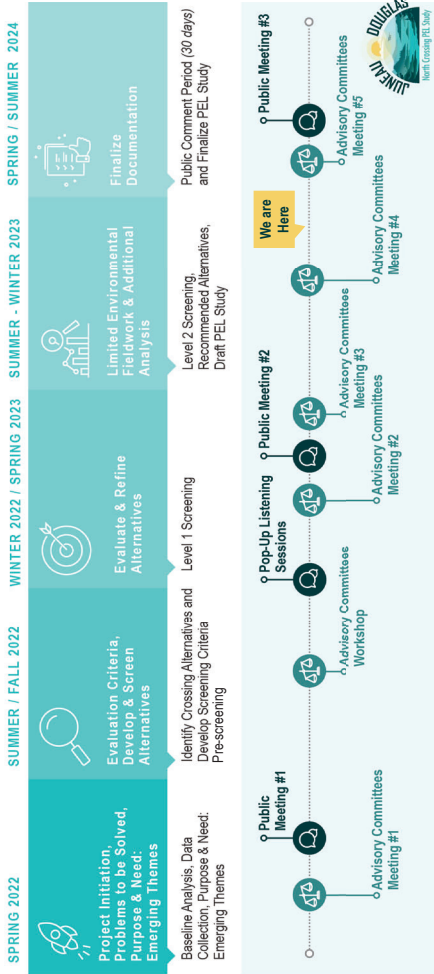 SPRING 2022
SUMMER / FALL 2022
WINTER 2022 / SPRING 2023
SUMMER - WINTER 2023
SPRING / SUMMER 2024
Project Initiation,
Problems to be Solved,
Purpose & Need:
Emerging Themes
Evaluation Criteria,
Develop & Screen
Alternatives
Evaluate & Refine
Alternatives
Limited Environmental
Fieldwork & Additional
Analysis
Finalize
Documentation
Baseline Analysis, Data
Collection, Purpose & Need:
Emerging Themes
Identify Crossing Alternatives and
Develop Screening Criteria
Pre-screening
Level 1 Screening
Level 2 Screening,
Recommended Alternatives,
Draft PEL Study
Public Comment Period (30 days)
and Finalize PEL Study
Public
Meeting #1
Pop-Up Listening
Sessions
Public Meeting #2
We are
Here
Public Meeting #3
Advisory Committees
Meeting #1
Advisory Committees
Workshop
Advisory Committees
Meeting #2
Advisory Committees
Meeting #3
Advisory Committees
Meeting #4
Advisory Committees
Meeting #5
JUNEAU DOUGLAS
North Crossing PEL Study